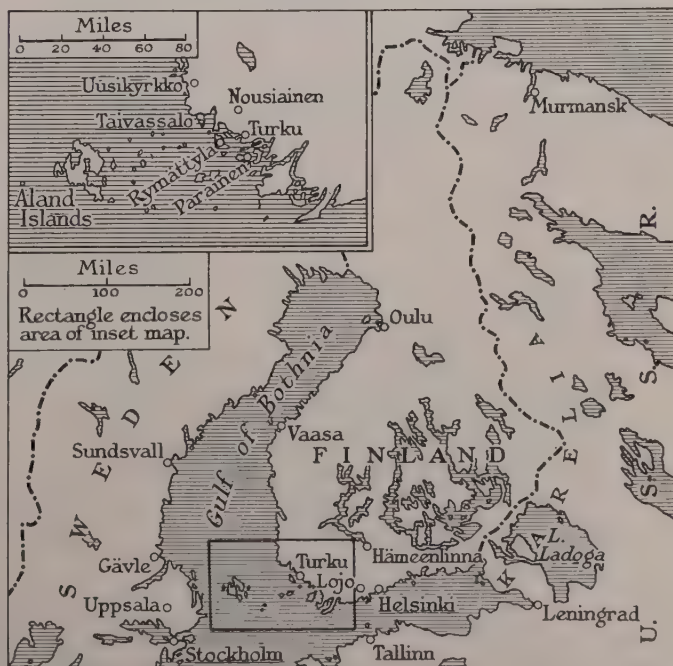 Miles
0 20 40 60 80
Uusikyrkko
Nousiainen
Taivassalo
Turku
Rymattyla
Parainen
Åland
Islands
Miles
0 100 200
Rectangle encloses
area of inset map.
Murmansk
Oulu
Gulf of Bothnia
Vaasa
SWEDEN
FINLAND
KARELIA
U.S.S.R.
Sundsvall
Gävle
Hämeenlinna
L.
Ladoga
Turku
Lojo
Helsinki
Uppsala
Leningrad
Stockholm
Tallinn